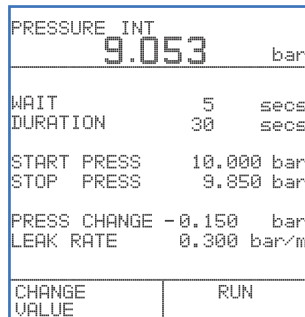 PRESSURE INT
9.053 bar
WAIT 5 secs
DURATION 30 secs
START PRESS 10.000 bar
STOP PRESS 9.850 bar
PRESS CHANGE -0.150 bar
LEAK RATE 0.300 bar/m
CHANGE RUN
VALUE